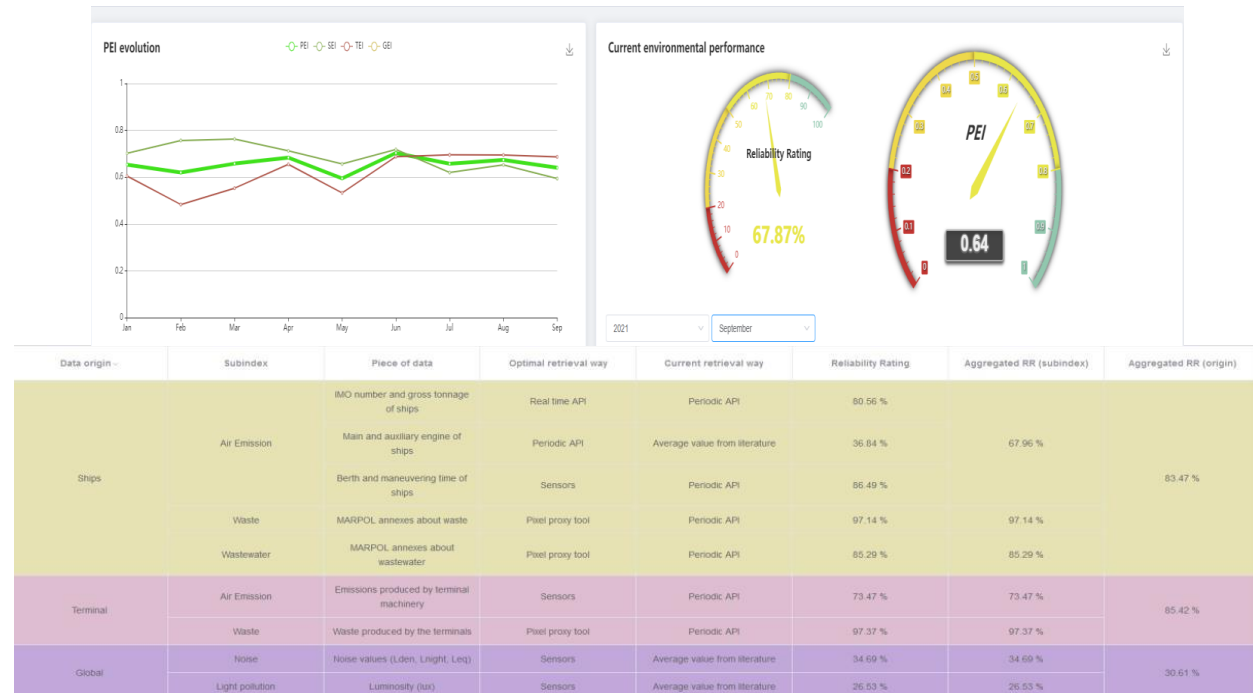 PEI evolution
PEI SEI TEI GEI
1
0.8
0.6
0.4
0.2
0
Jan Feb Mar Apr May Jun Jul Aug Sep
Current environmental performance
0
10
20
30
40
50
60
70
80
90
100
Reliability Rating
67.87%
0
0.1
0.2
0.3
0.4
0.5
0.6
0.7
0.8
0.9
1
PEI
0.64
2021
September
Data origin Subindex Piece of data Optimal retrieval way Current retrieval way Reliability Rating Aggregated RR (subindex) Aggregated RR (origin)
Ships
Air Emission
IMO number and gross tonnage
of ships
Real time API Periodic API 80.56 %
Main and auxiliary engine of
ships
Periodic API Average value from literature 36.84 % 67.96 %
Berth and maneuvering time of
ships
Sensors Periodic API 86.49 %
83.47 %
Waste MARPOL annexes about waste Pixel proxy tool Periodic API 97.14 % 97.14 %
Wastewater
MARPOL annexes about
wastewater
Pixel proxy tool Periodic API 85.29 % 85.29 %
Terminal
Air Emission
Emissions produced by terminal
machinery
Sensors Periodic API 73.47 % 73.47 %
85.42 %
Waste Waste produced by the terminals Pixel proxy tool Periodic API 97.37 % 97.37 %
Global
Noise Noise values (Lden, Lnight, Leq) Sensors Average value from literature 34.69 % 34.69 %
30.61 %
Light pollution Luminosity (lux) Sensors Average value from literature 26.53 % 26.53 %